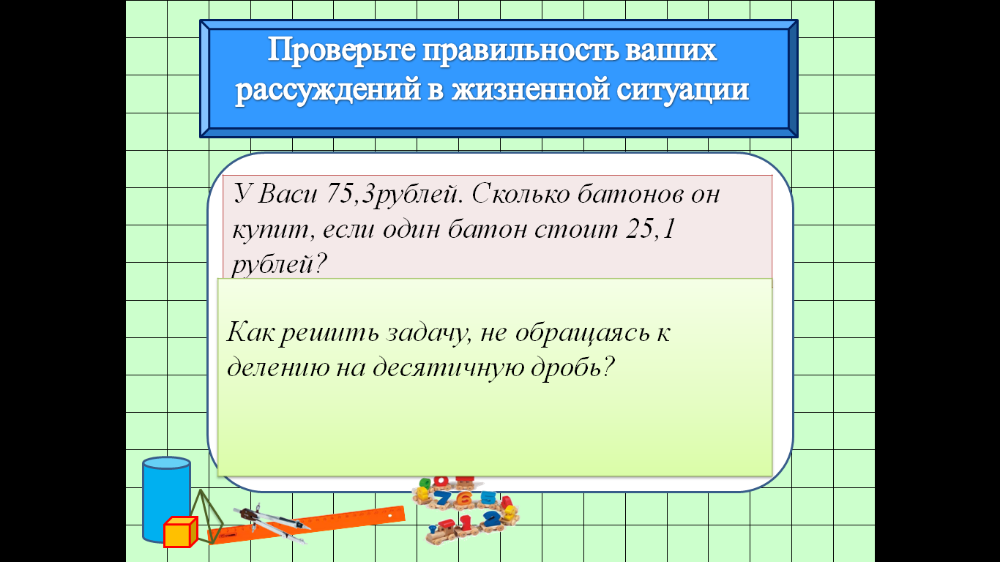 Проверьте правильность ваших
рассуждений в жизненной ситуации
У Васи 75,3рублей. Сколько батонов он
купит, если один батон стоит 25,1
рублей?
Как решить задачу, не обращаясь к
делению на десятичную дробь?